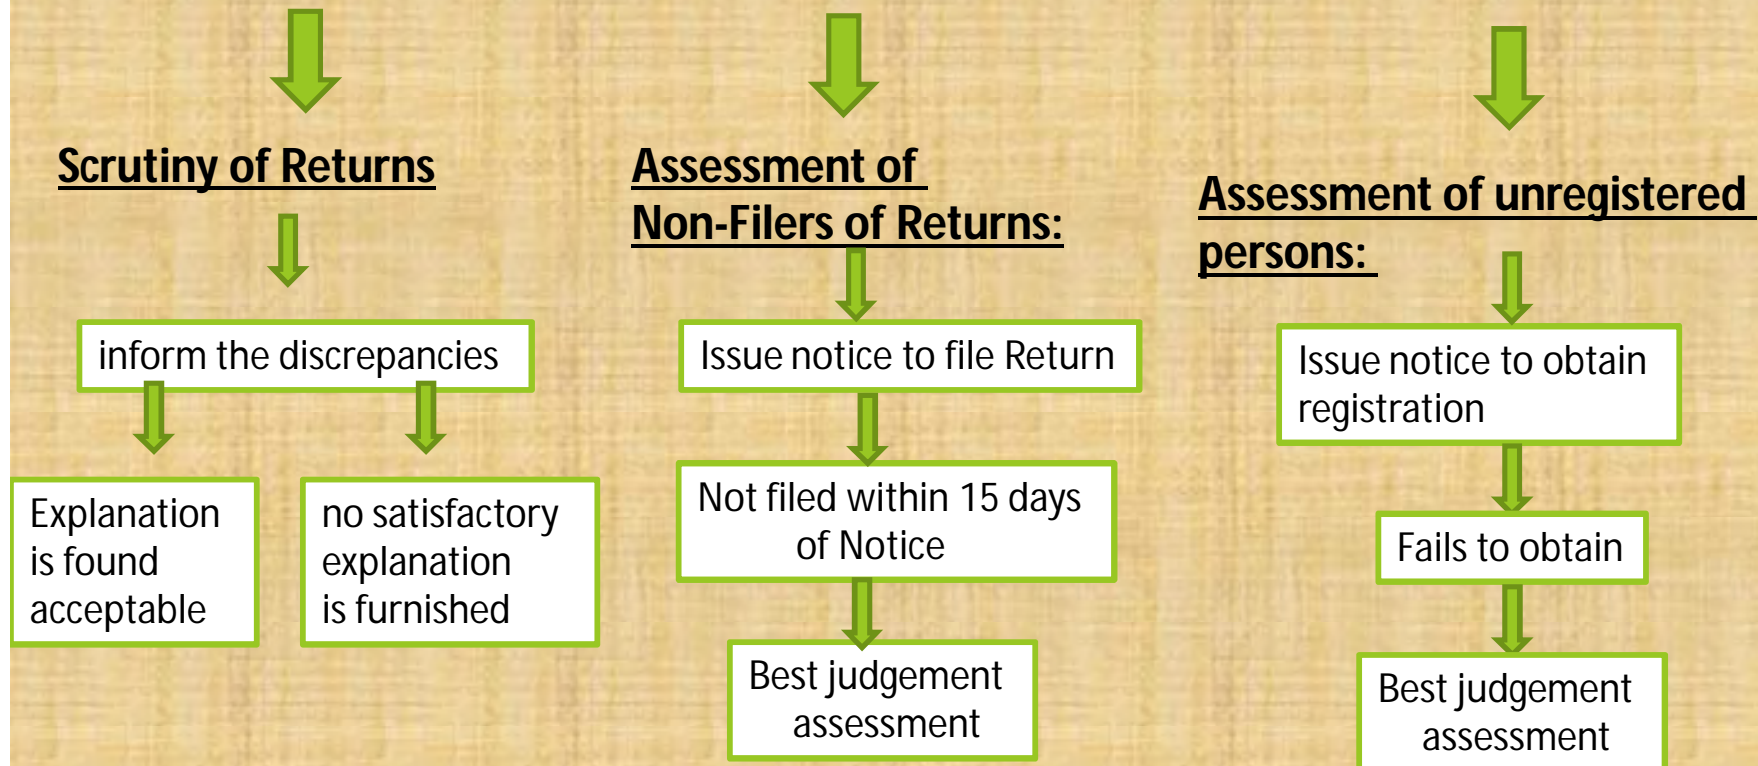 Scrutiny of Returns
inform the discrepancies
Explanation
is found
acceptable
no satisfactory
explanation
is furnished
Assessment of
Non-Filers of Returns:
Issue notice to file Return
Not filed within 15 days
of Notice
Best judgement
assessment
Assessment of unregistered
persons:
Issue notice to obtain
registration
Fails to obtain
Best judgement
assessment